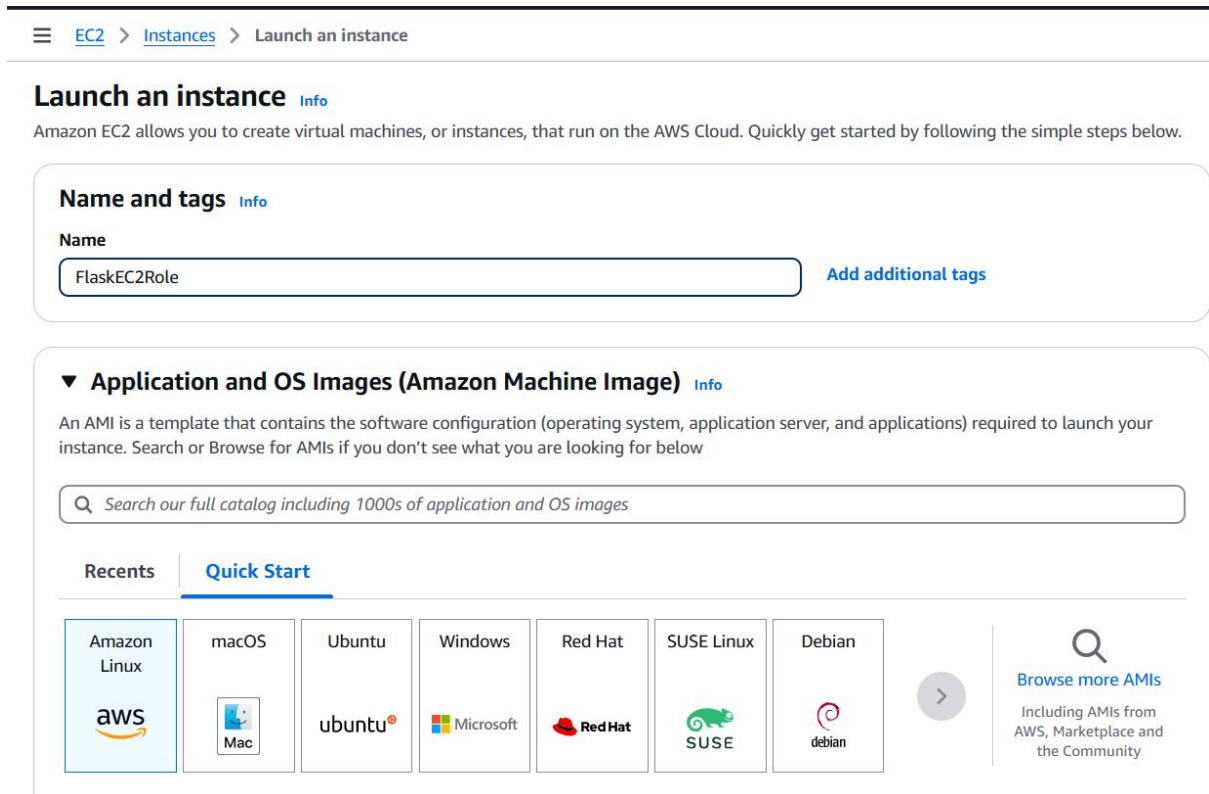 EC2 > Instances > Launch an instance
Launch an instance Info
Amazon EC2 allows you to create virtual machines, or instances, that run on the AWS Cloud. Quickly get started by following the simple steps below.
Name and tags Info
Name
FlaskEC2Role
Add additional tags
Application and OS Images (Amazon Machine Image) Info
An AMI is a template that contains the software configuration (operating system, application server, and applications) required to launch your
instance. Search or Browse for AMIs if you don't see what you are looking for below
Search our full catalog including 1000s of application and OS images
Recents
Quick Start
Amazon
Linux
aws
macOS
Mac
Ubuntu
ubuntu
Windows
Microsoft
Red Hat
Red Hat
SUSE Linux
SUSE
Debian
debian
Browse more AMIs
Including AMIs from
AWS, Marketplace and
the Community